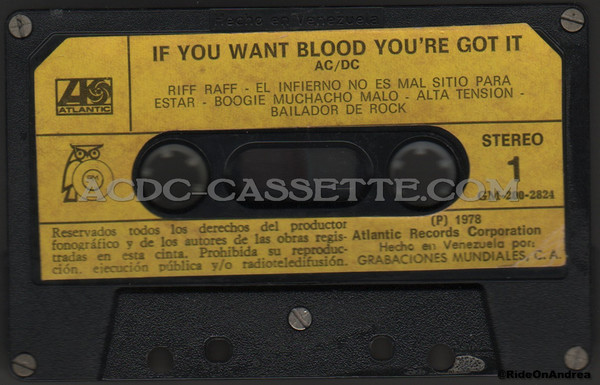 Hecho en Venezuela
IF YOU WANT BLOOD YOU'RE GOT IT
AC/DC
RIFF RAFF - EL INFIERNO NO ES MAL SITIO PARA
ESTAR - BOOGIE MUCHACHO MALO - ALTA TENSION -
BAILADOR DE ROCK
ATLANTIC
STEREO
1
GM-200-2824
ACDC-CASSETTE.COM
Reservados todos los derechos del productor
fonográfico y de los autores de las obras regis-
tradas en esta cinta. Prohibida su reproduc-
ción, ejecución pública y/o radioteledifusión.
(P) 1978
Atlantic Records Corporation
Hecho en Venezuela por:
GRABACIONES MUNDIALES, C. A.
©RideOnAndrea